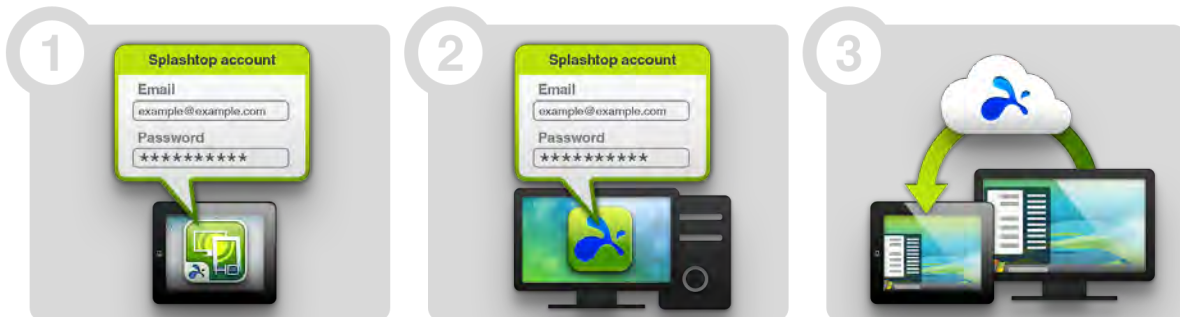 1
Splashtop account
Email
example@example.com
Password
**********
2
Splashtop account
Email
example@example.com
Password
**********
3